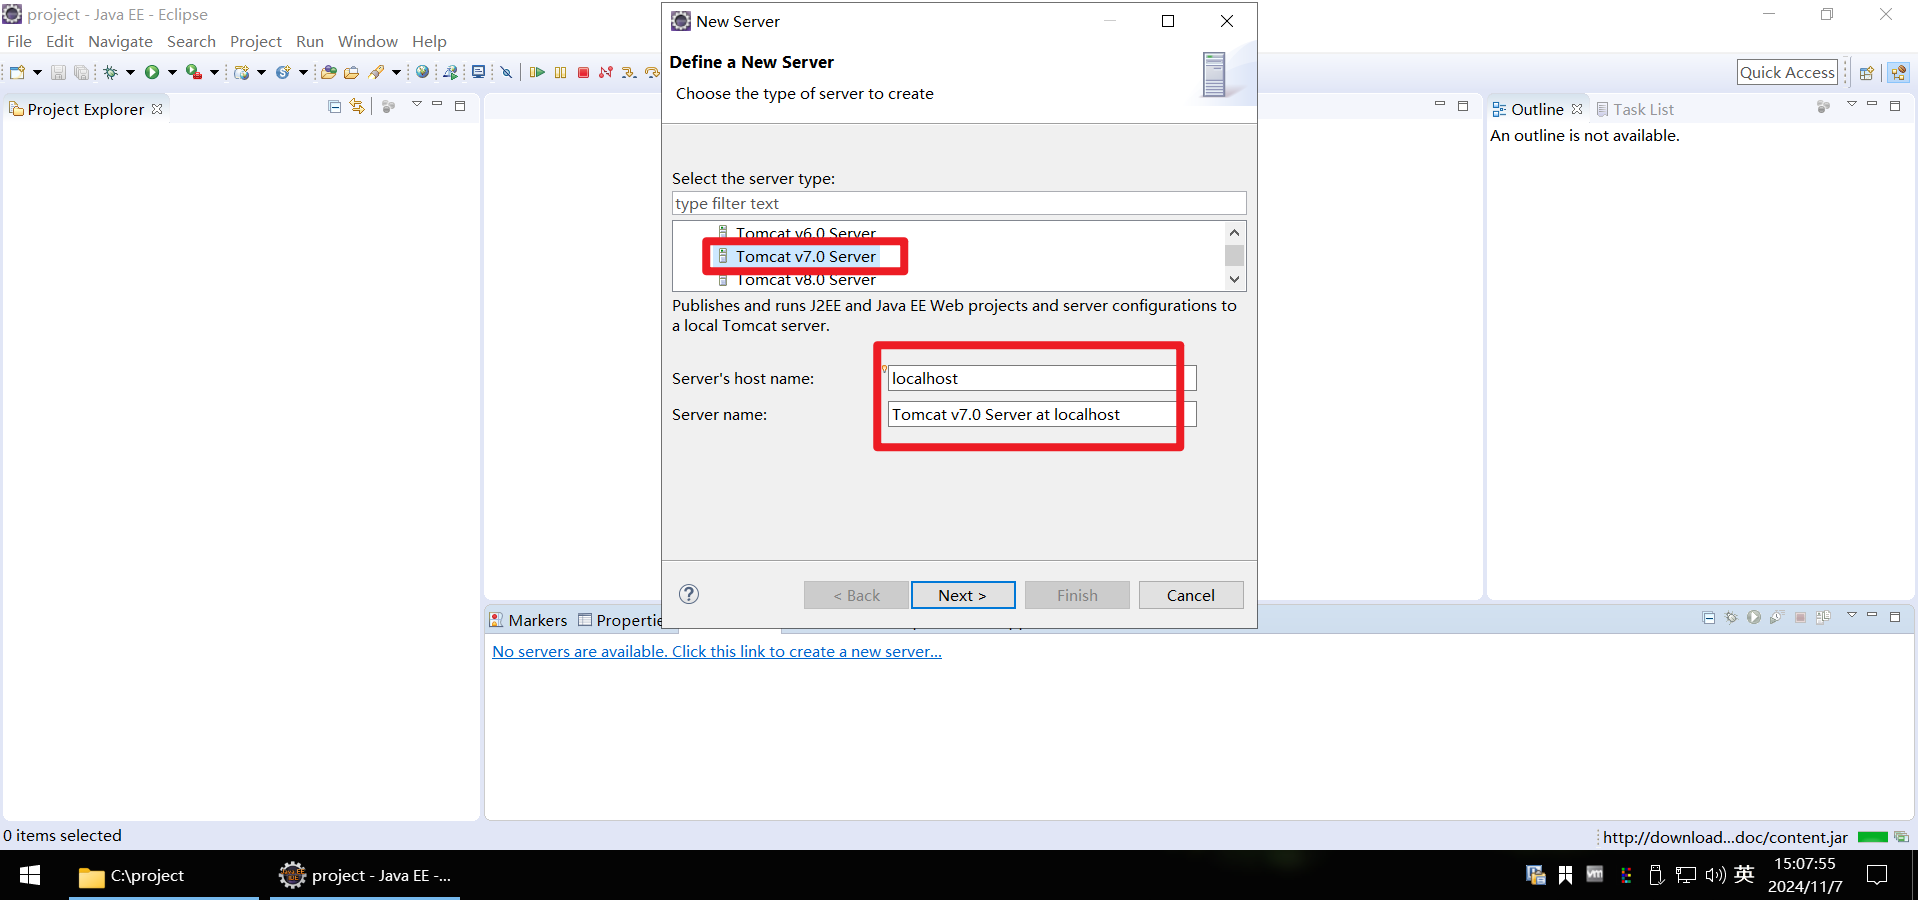 project - Java EE - Eclipse
File Edit Navigate Search Project Run Window Help
Quick Access
Project Explorer
New Server
Define a New Server
Choose the type of server to create
Select the server type:
type filter text
Tomcat v6.0 Server
Tomcat v7.0 Server
Tomcat v8.0 Server
Publishes and runs J2EE and Java EE Web projects and server configurations to
a local Tomcat server.
Server's host name:
localhost
Server name:
Tomcat v7.0 Server at localhost
< Back Next > Finish Cancel
Outline Task List
An outline is not available.
Markers Propertie
No servers are available. Click this link to create a new server...
0 items selected
http://download...doc/content.jar
C:\project
project - Java EE -...
英
15:07:55
2024/11/7